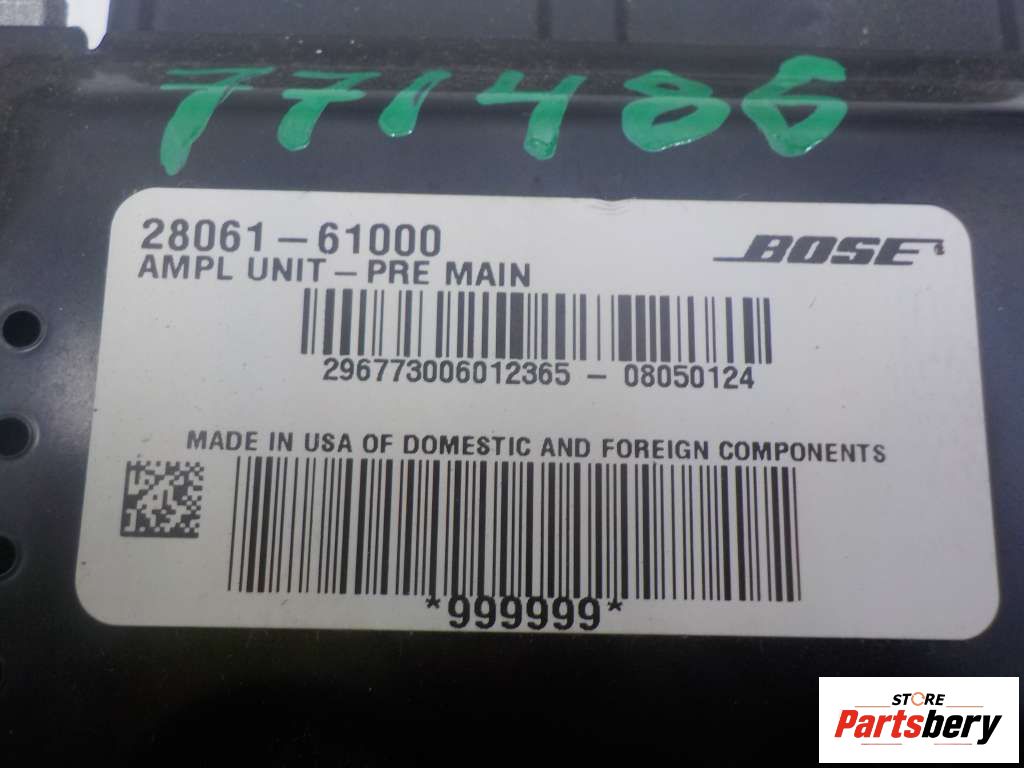 771486
28061-61000
BOSE
AMPL UNIT-PRE MAIN
296773006012365 - 08050124
MADE IN USA OF DOMESTIC AND FOREIGN COMPONENTS
*999999*
STORE
Partsbery